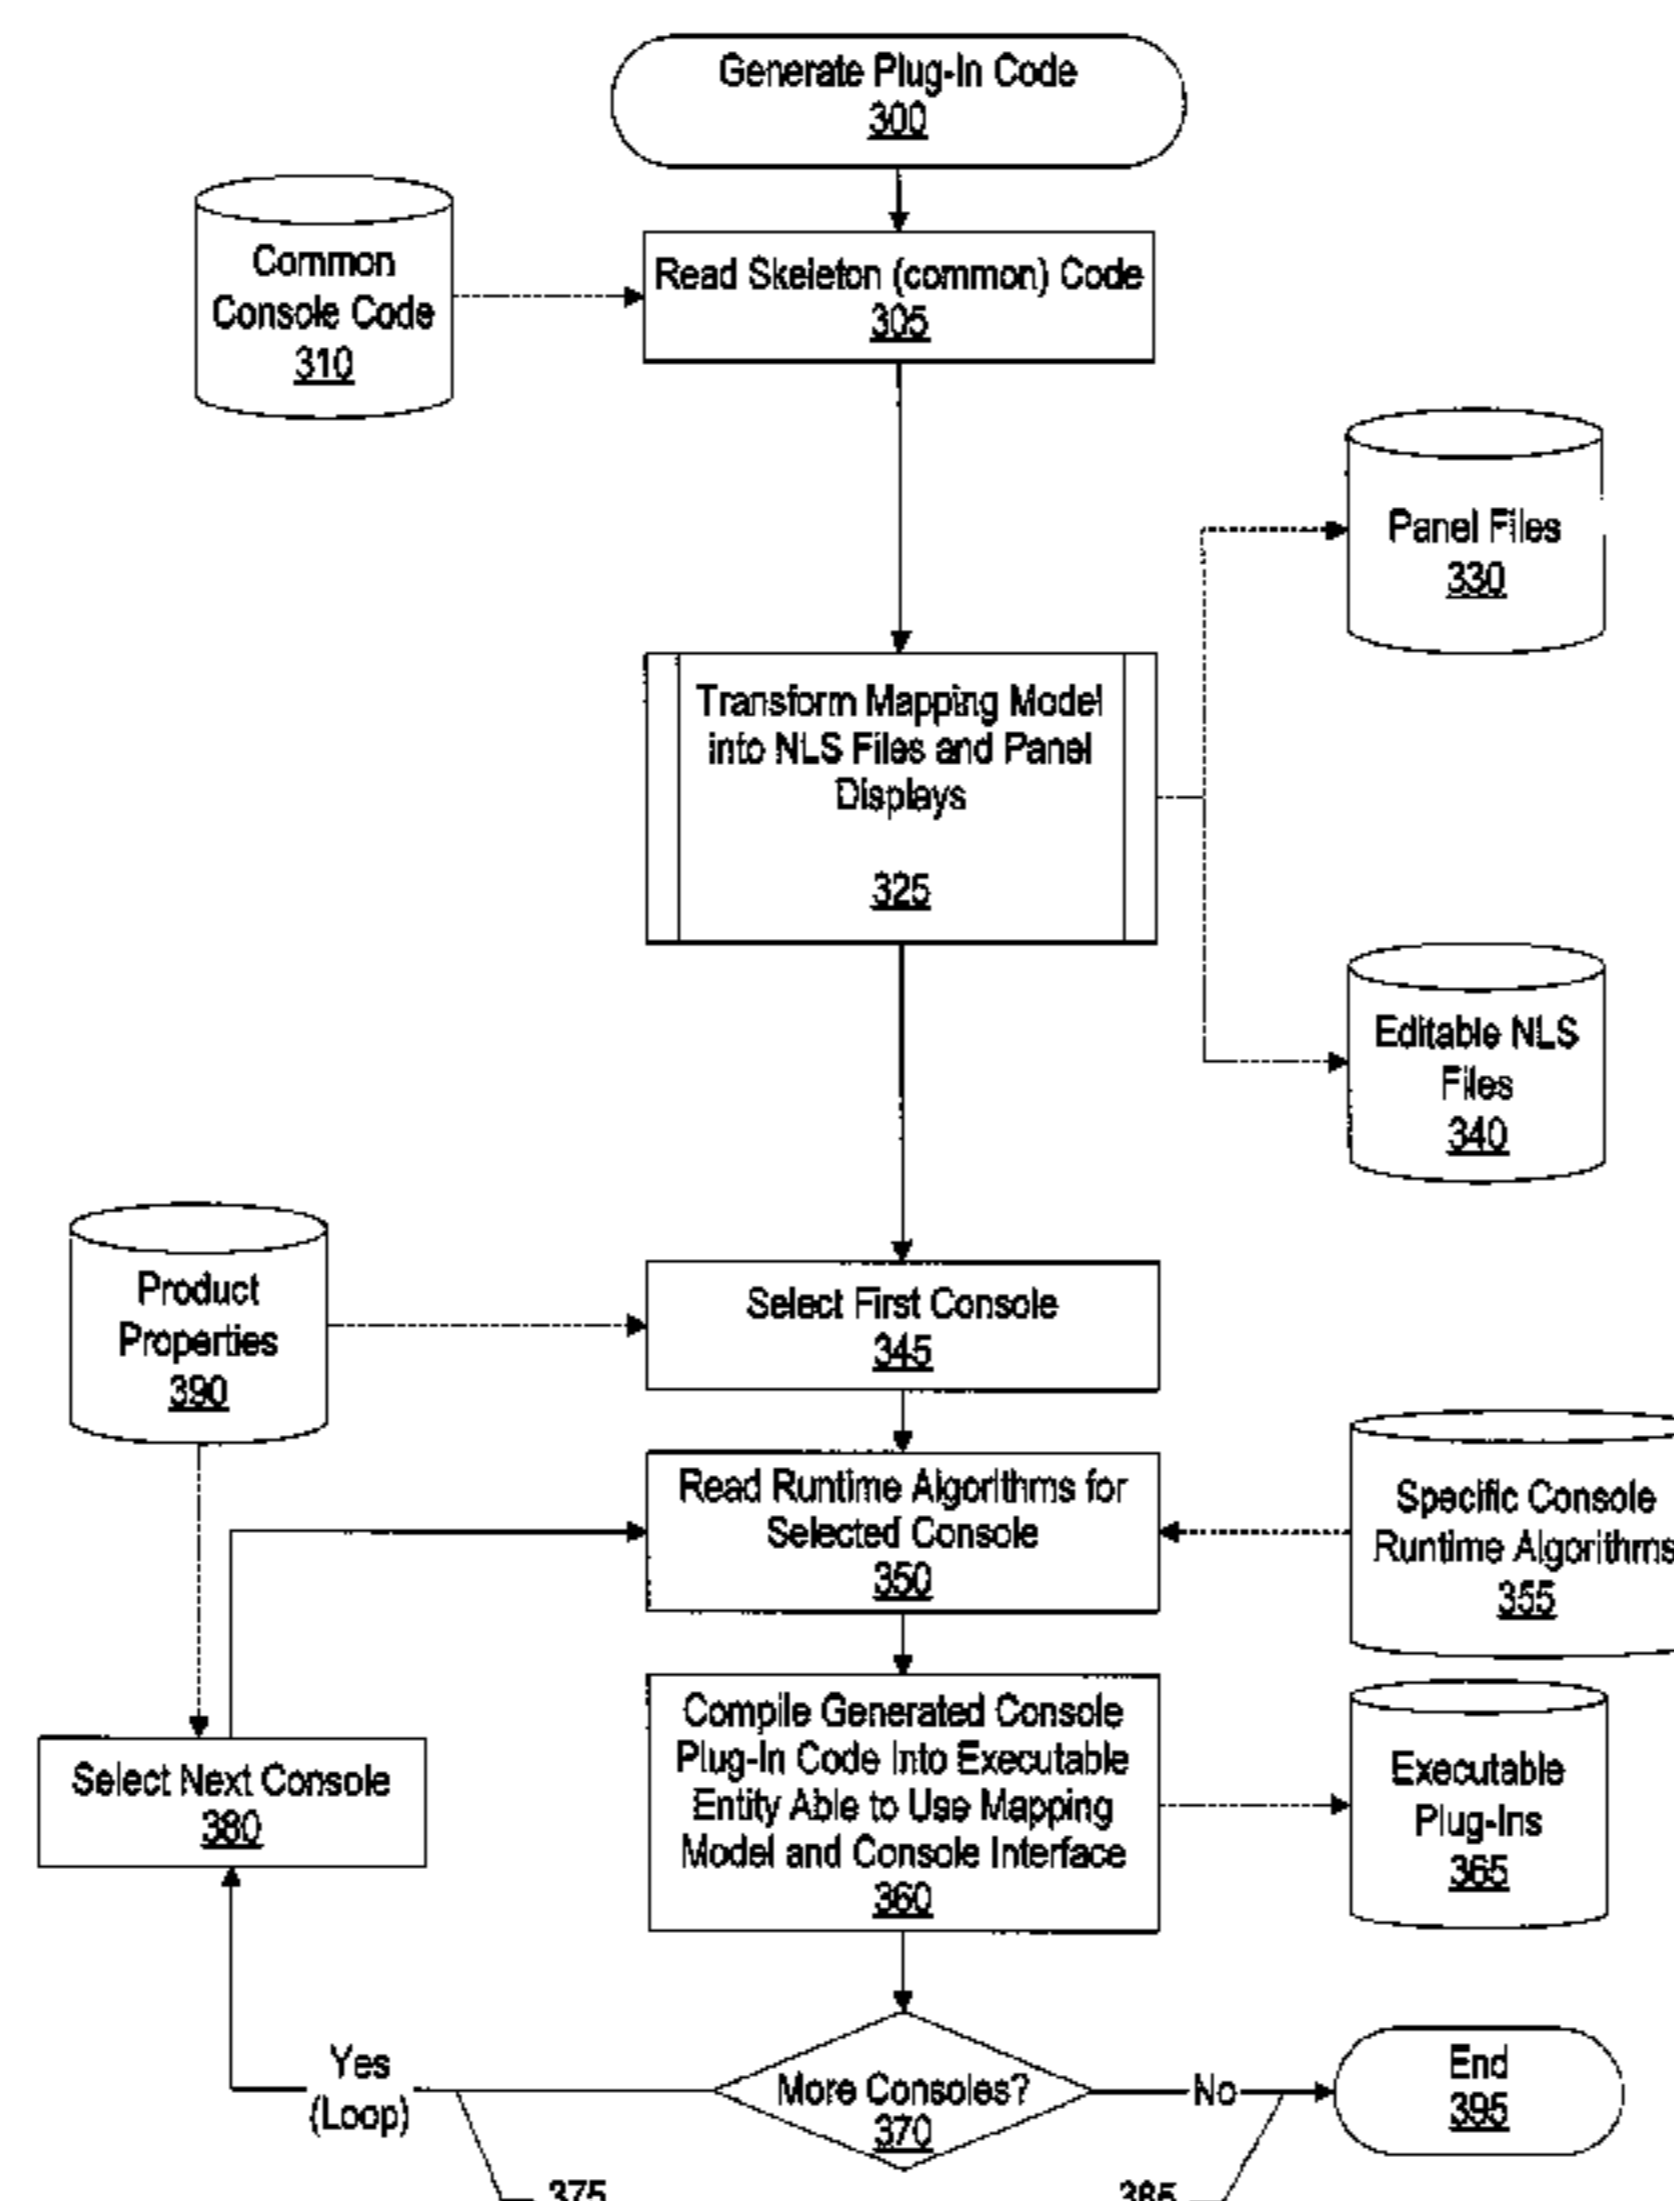 Generate Plug-In Code
300
Common
Console Code
310
Read Skeleton (common) Code
305
Panel Files
330
Transform Mapping Model
into NLS Files and Panel
Displays
325
Editable NLS
Files
340
Product
Properties
390
Select First Console
345
Read Runtime Algorithms for
Selected Console
350
Specific Console
Runtime Algorithms
355
Compile Generated Console
Plug-In Code Into Executable
Entity Able to Use Mapping
Model and Console Interface
360
Executable
Plug-Ins
365
Select Next Console
380
Yes
(Loop)
More Consoles?
370
No
End
395
375
385